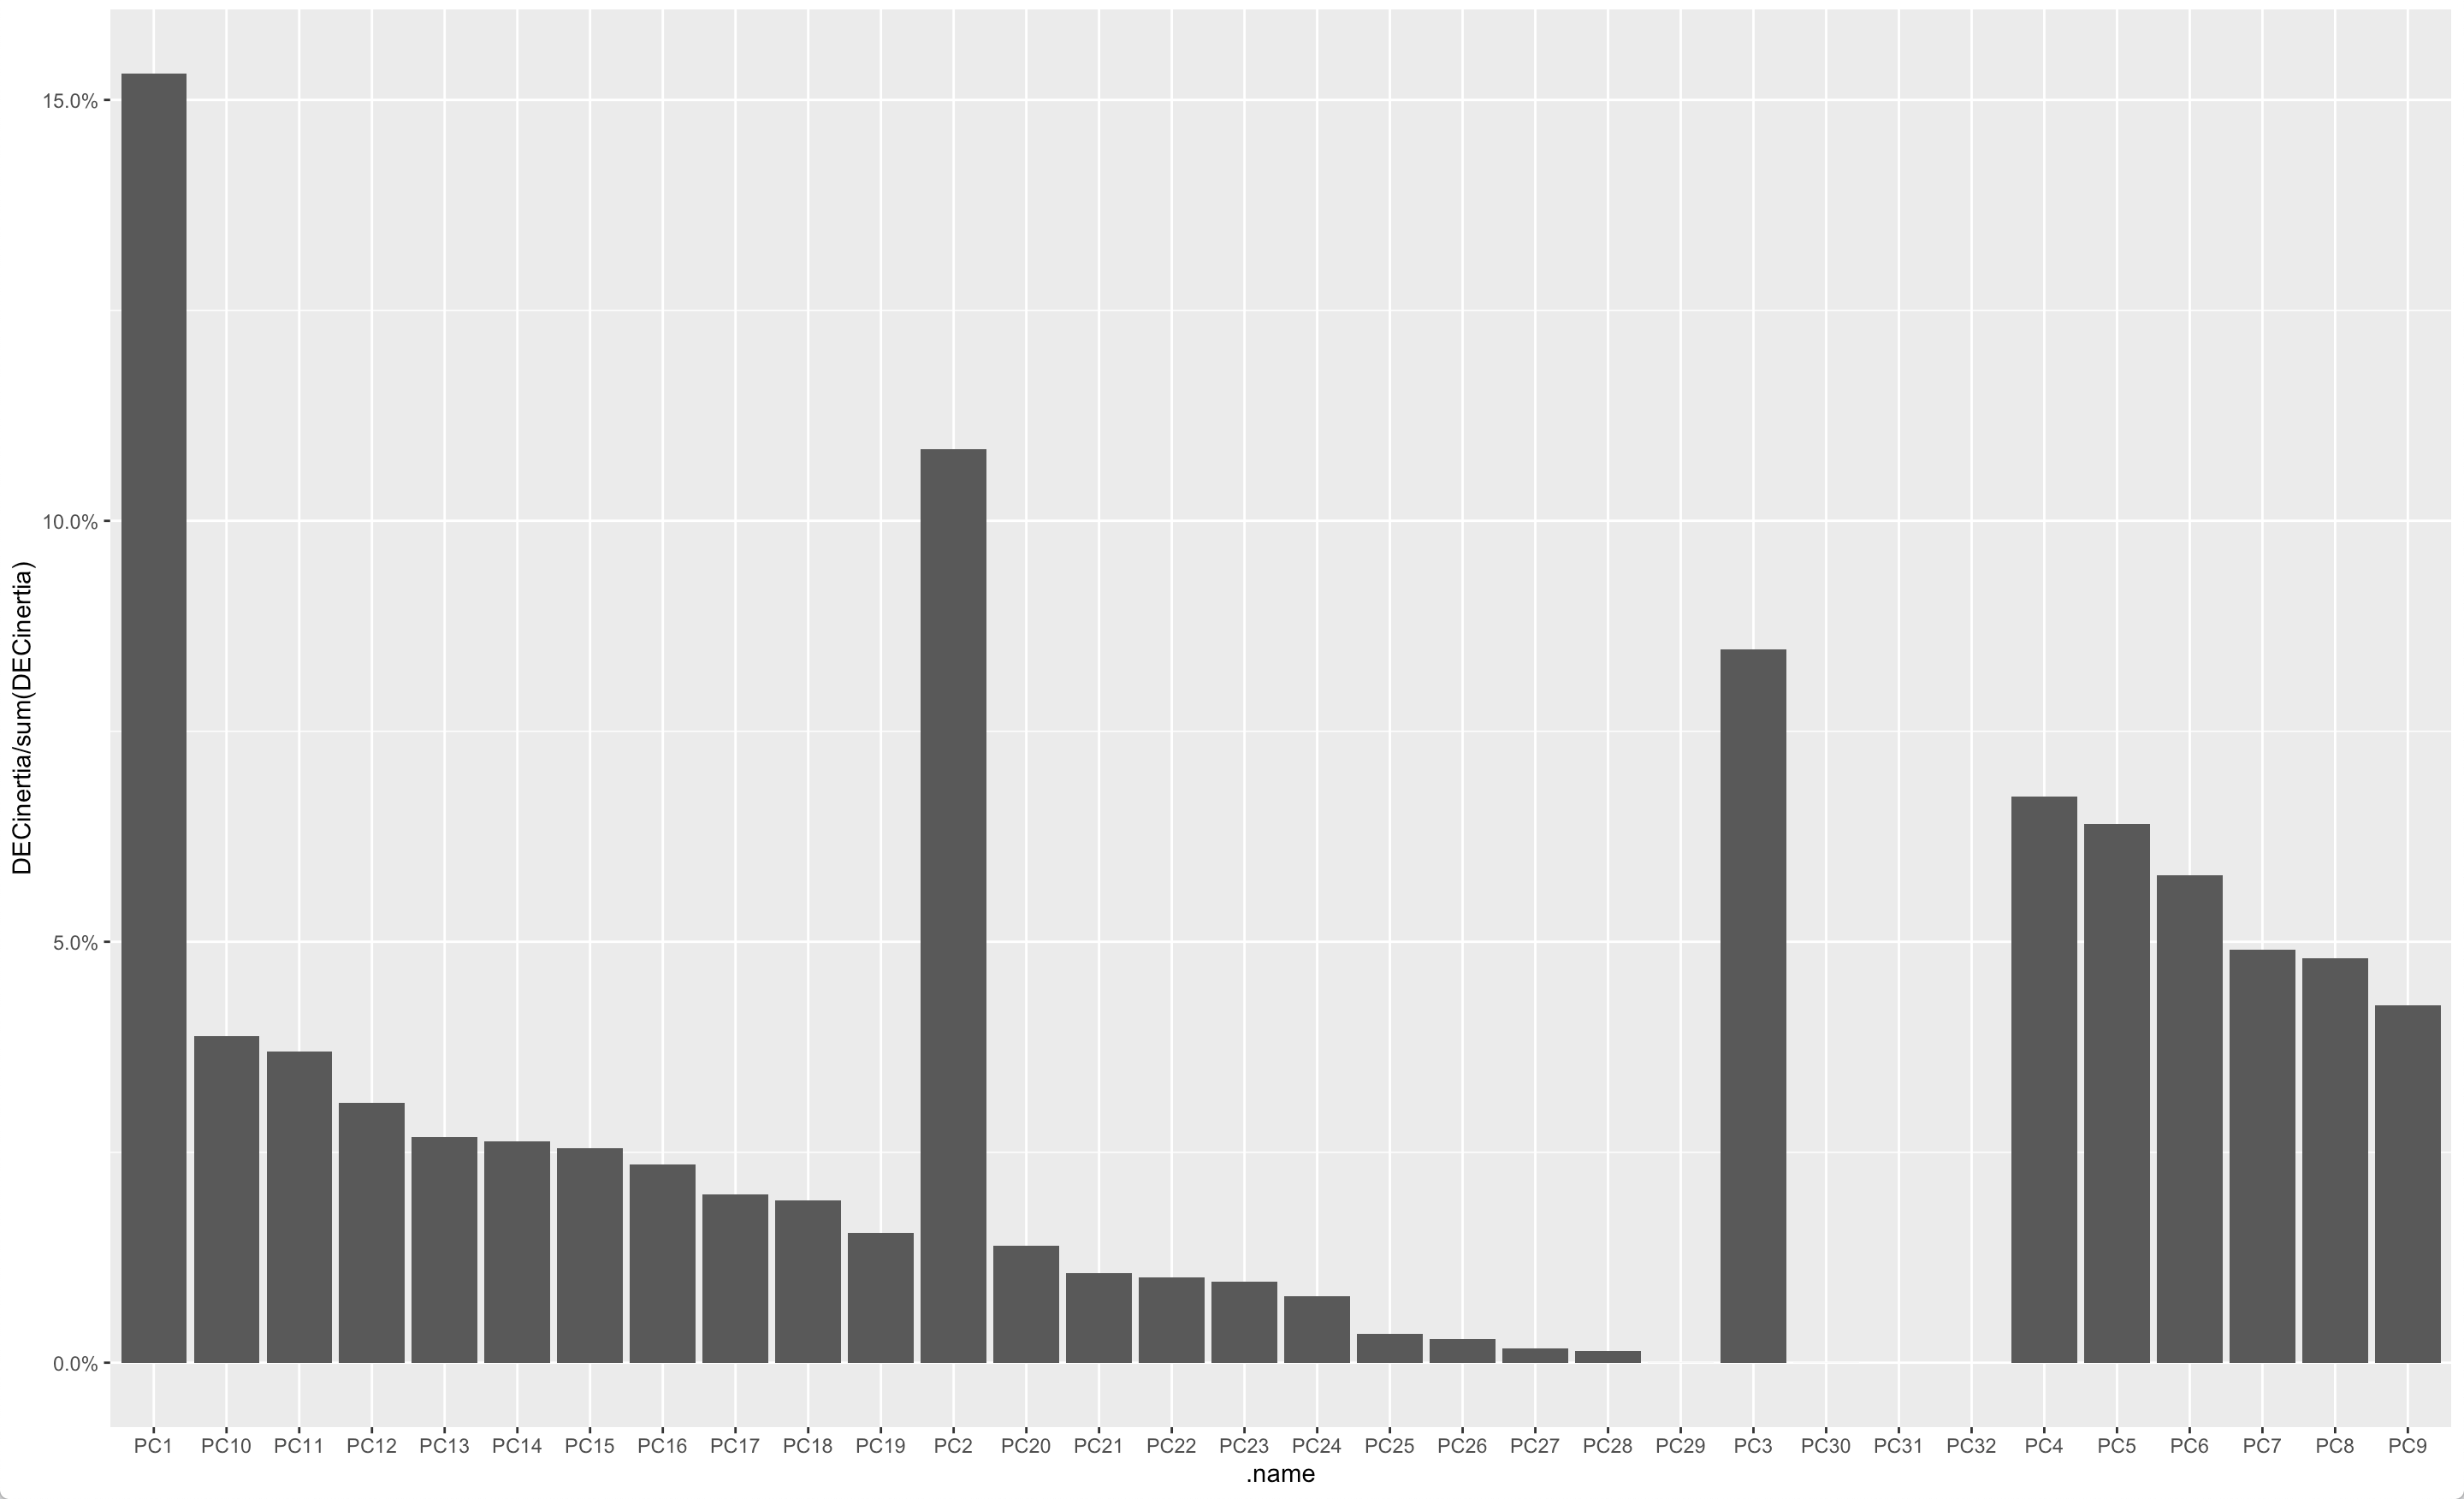 DECinertia/sum(DECinertia)
15.0%
10.0%
5.0%
0.0%
PC1 PC10 PC11 PC12 PC13 PC14 PC15 PC16 PC17 PC18 PC19 PC2 PC20 PC21 PC22 PC23 PC24 PC25 PC26 PC27 PC28 PC29 PC3 PC30 PC31 PC32 PC4 PC5 PC6 PC7 PC8 PC9
.name